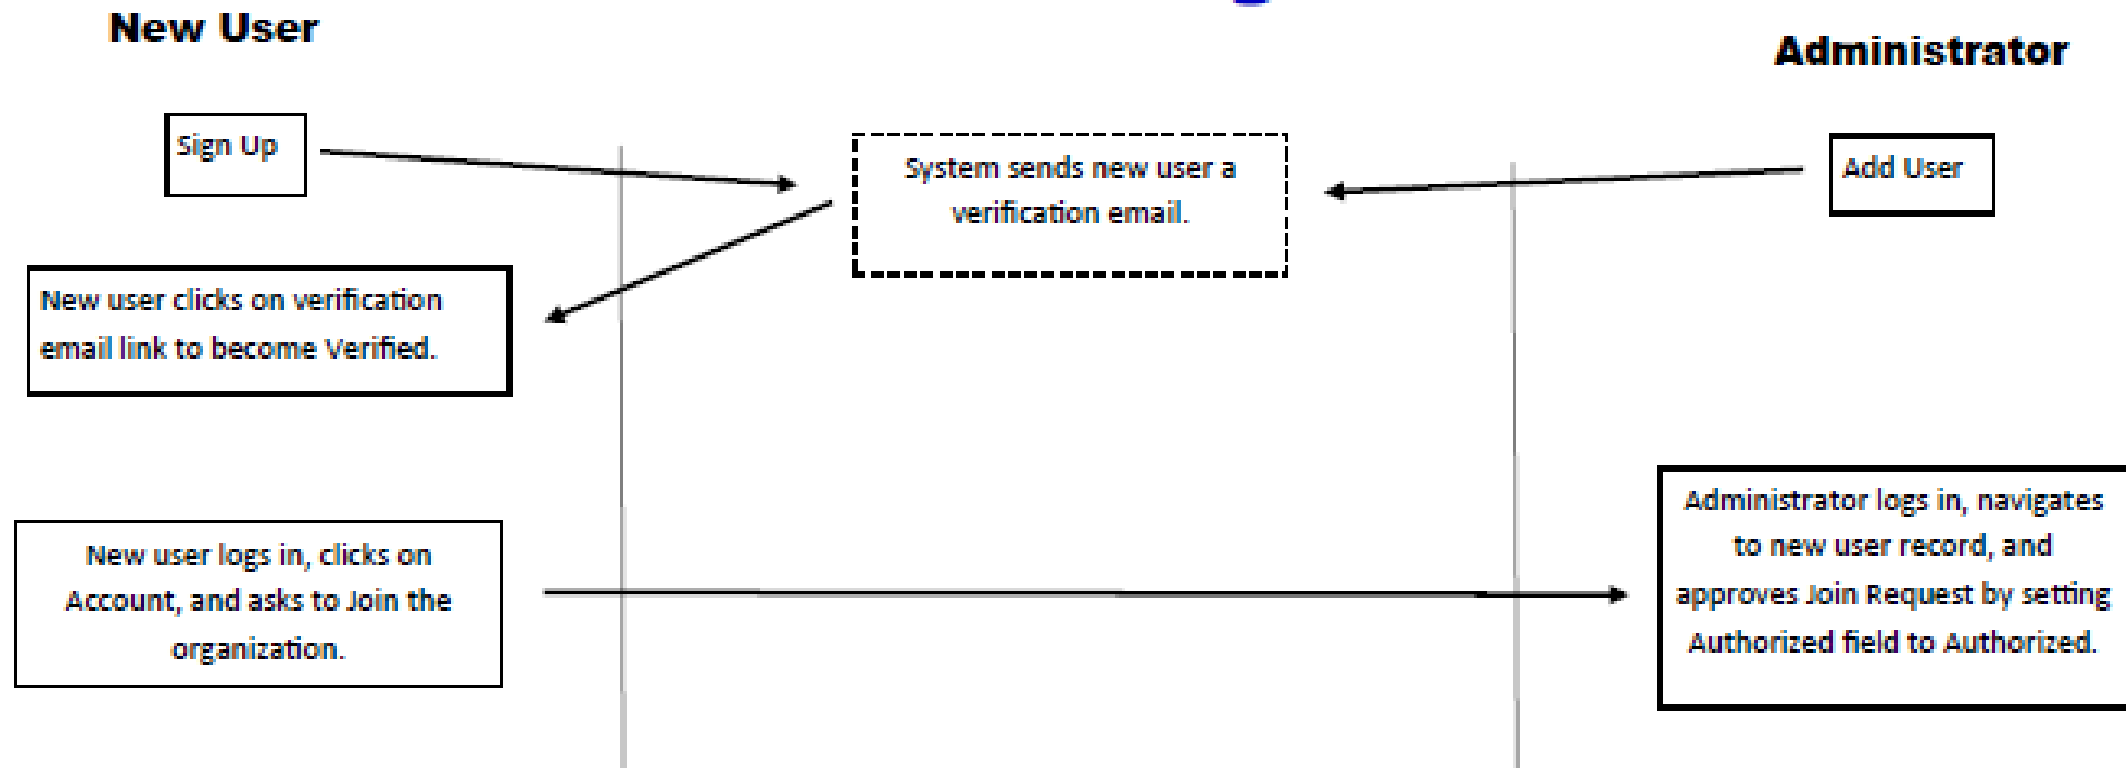 New User
Administrator
Sign Up
System sends new user a
verification email.
Add User
New user clicks on verification
email link to become Verified.
New user logs in, clicks on
Account, and asks to Join the
organization.
Administrator logs in, navigates
to new user record, and
approves Join Request by setting
Authorized field to Authorized.